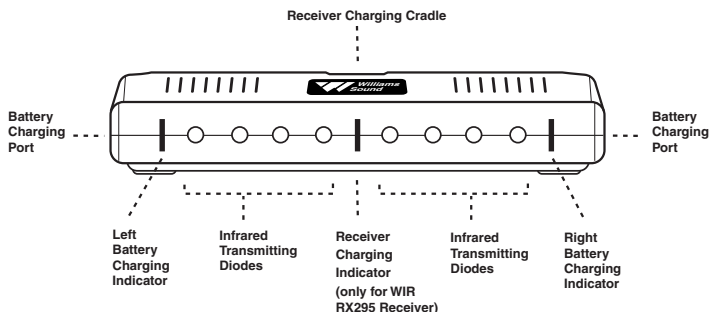 Receiver Charging Cradle
Williams
Sound
Battery
Charging
Port
Battery
Charging
Port
Left
Battery
Charging
Indicator
Infrared
Transmitting
Diodes
Receiver
Charging
Indicator
(only for WIR
RX295 Receiver)
Infrared
Transmitting
Diodes
Right
Battery
Charging
Indicator